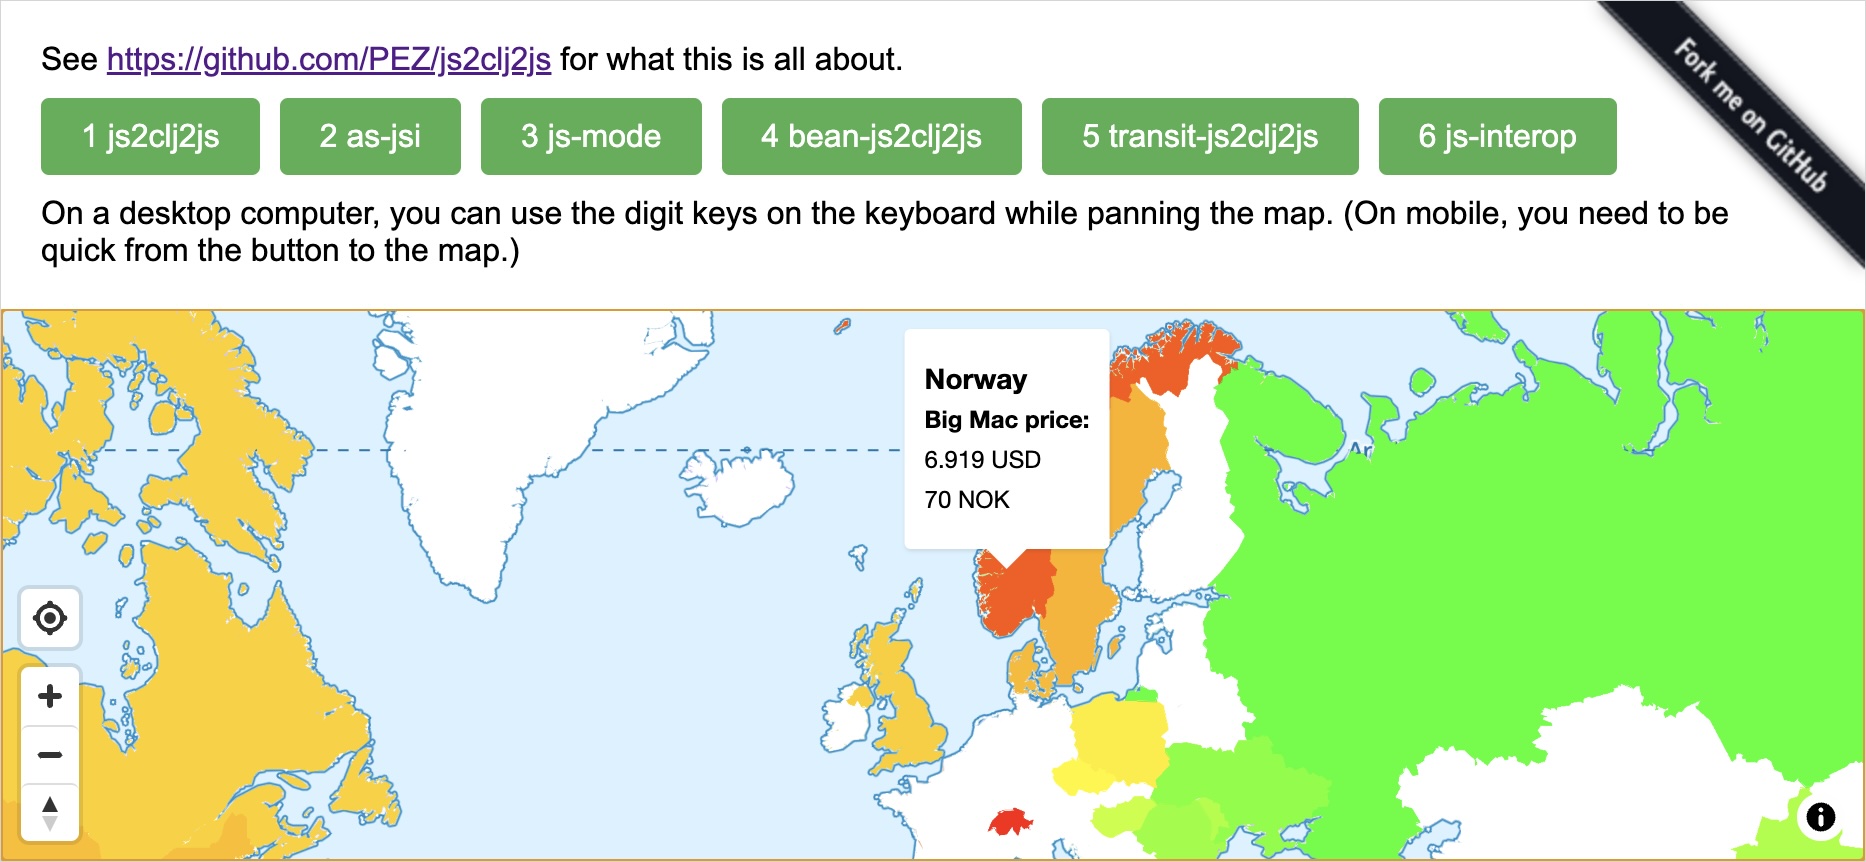 See https://github.com/PEZ/js2clj2js for what this is all about.
Fork me on GitHub
1 js2clj2js
2 as-jsi
3 js-mode
4 bean-js2clj2js
5 transit-js2clj2js
6 js-interop
On a desktop computer, you can use the digit keys on the keyboard while panning the map. (On mobile, you need to be
quick from the button to the map.)
Norway
Big Mac price:
6.919 USD
70 NOK
Ar